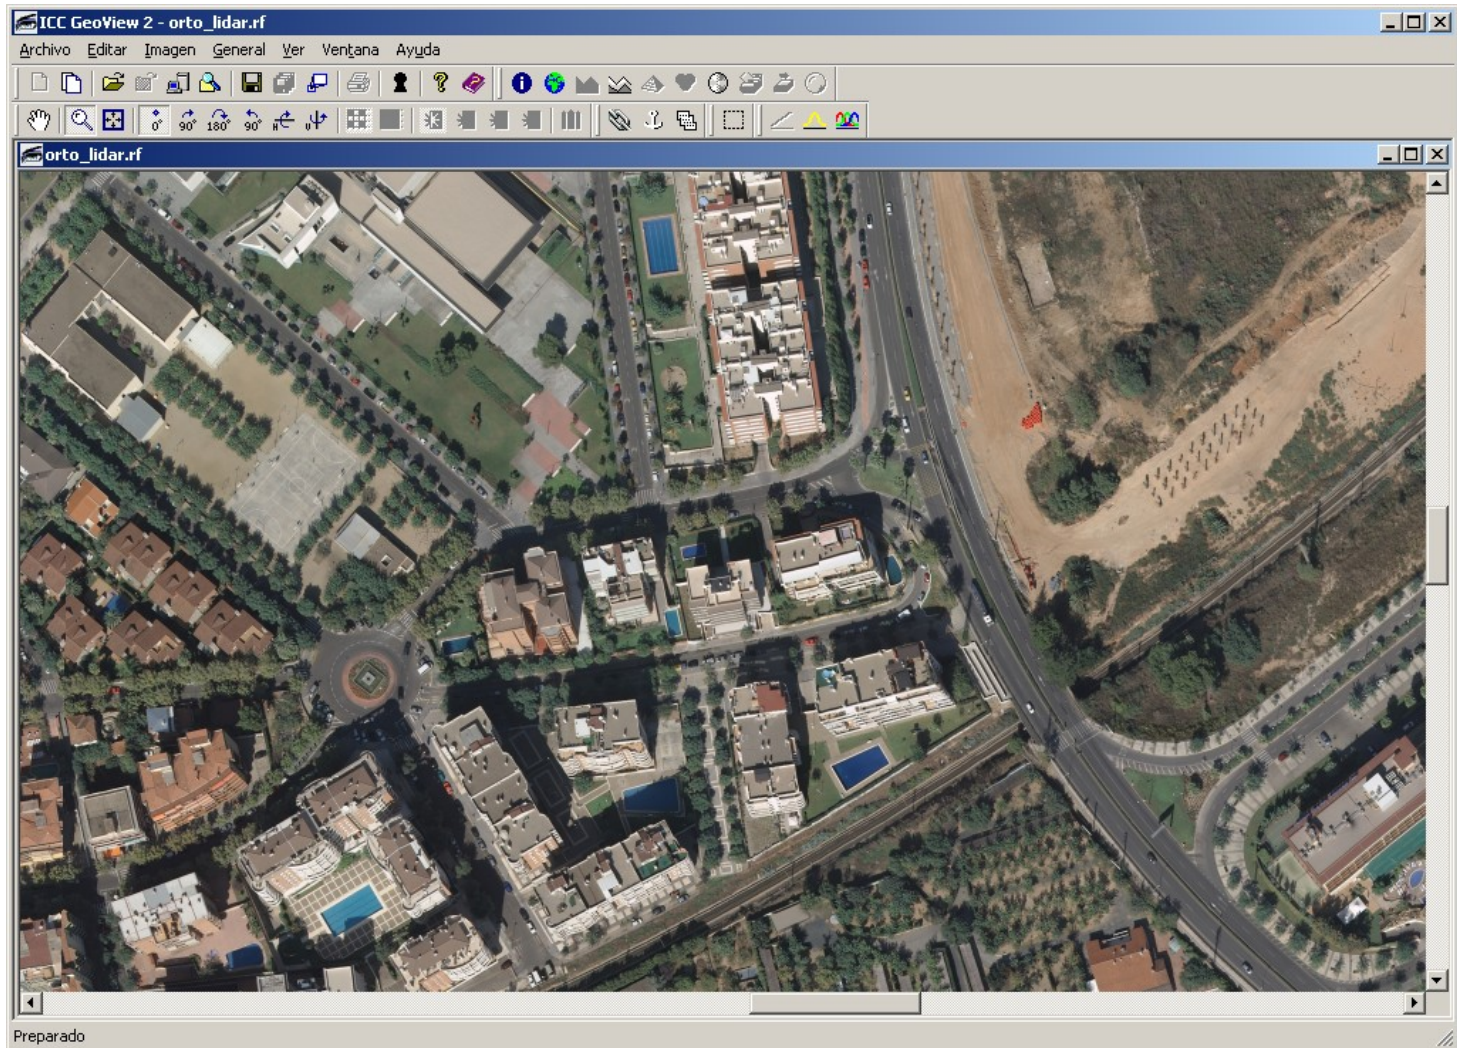 ICC GeoView 2 - orto_lidar.rf
Archivo Editar Imagen General Ver Ventana Ayuda
0° 90° 180° 90° H V
orto_lidar.rf
Preparado